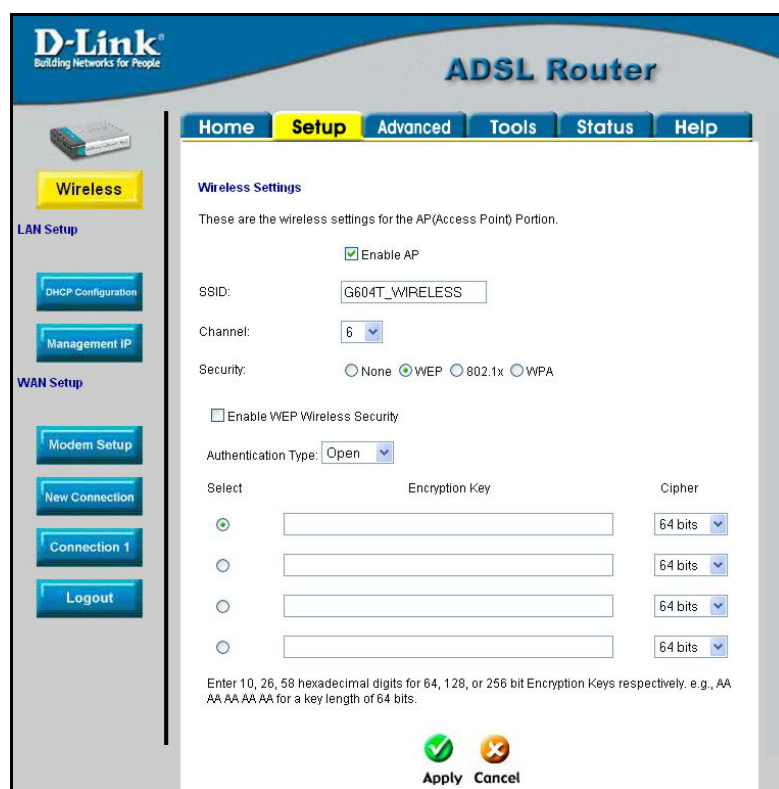 D-Link®
Building Networks for People
ADSL Router
Home Setup Advanced Tools Status Help
Wireless
LAN Setup
DHCP Configuration
Management IP
WAN Setup
Modem Setup
New Connection
Connection 1
Logout
Wireless Settings
These are the wireless settings for the AP(Access Point) Portion.
Enable AP
SSID: G604T_WIRELESS
Channel: 6
Security: None WEP 802.1x WPA
Enable WEP Wireless Security
Authentication Type: Open
Select Encryption Key Cipher
64 bits
64 bits
64 bits
64 bits
Enter 10, 26, 58 hexadecimal digits for 64, 128, or 256 bit Encryption Keys respectively. e.g., AA
AA AA AA AA for a key length of 64 bits.
Apply Cancel